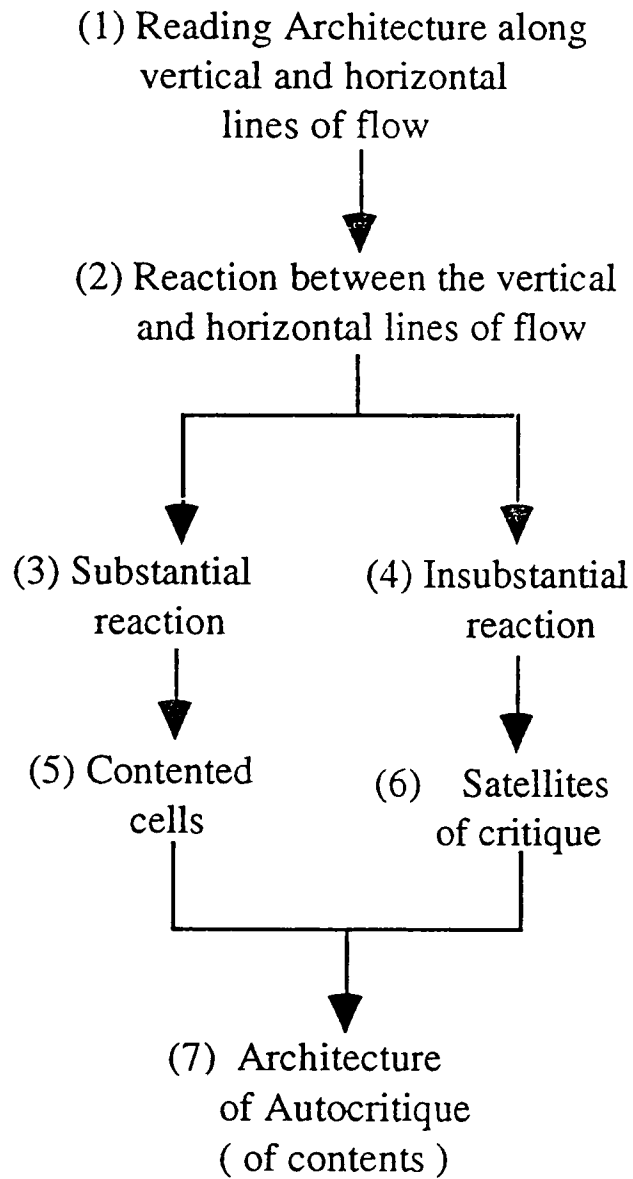 (1) Reading Architecture along
vertical and horizontal
lines of flow
(2) Reaction between the vertical
and horizontal lines of flow
(3) Substantial
reaction
(4) Insubstantial
reaction
(5) Contented
cells
(6) Satellites
of critique
(7) Architecture
of Autocritique
( of contents )